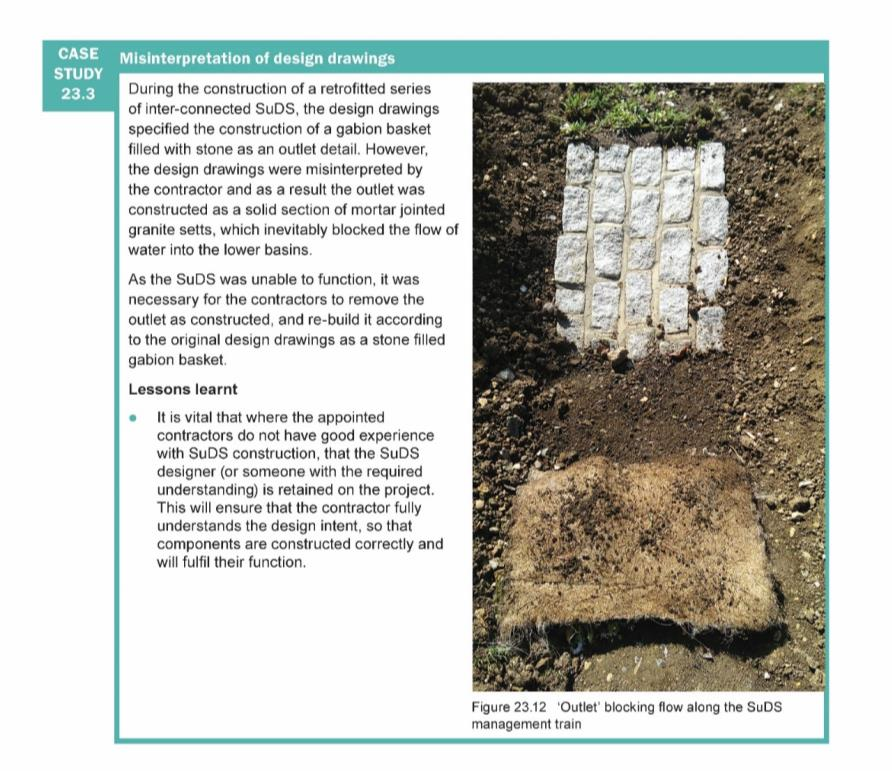 CASE
STUDY
23.3
Misinterpretation of design drawings
During the construction of a retrofitted series
of inter-connected SuDS, the design drawings
specified the construction of a gabion basket
filled with stone as an outlet detail. However,
the design drawings were misinterpreted by
the contractor and as a result the outlet was
constructed as a solid section of mortar jointed
granite setts, which inevitably blocked the flow of
water into the lower basins.
As the SuDS was unable to function, it was
necessary for the contractors to remove the
outlet as constructed, and re-build it according
to the original design drawings as a stone filled
gabion basket.
Lessons learnt
• It is vital that where the appointed
contractors do not have good experience
with SuDS construction, that the SuDS
designer (or someone with the required
understanding) is retained on the project.
This will ensure that the contractor fully
understands the design intent, so that
components are constructed correctly and
will fulfil their function.
Figure 23.12 ‘Outlet’ blocking flow along the SuDS
management train